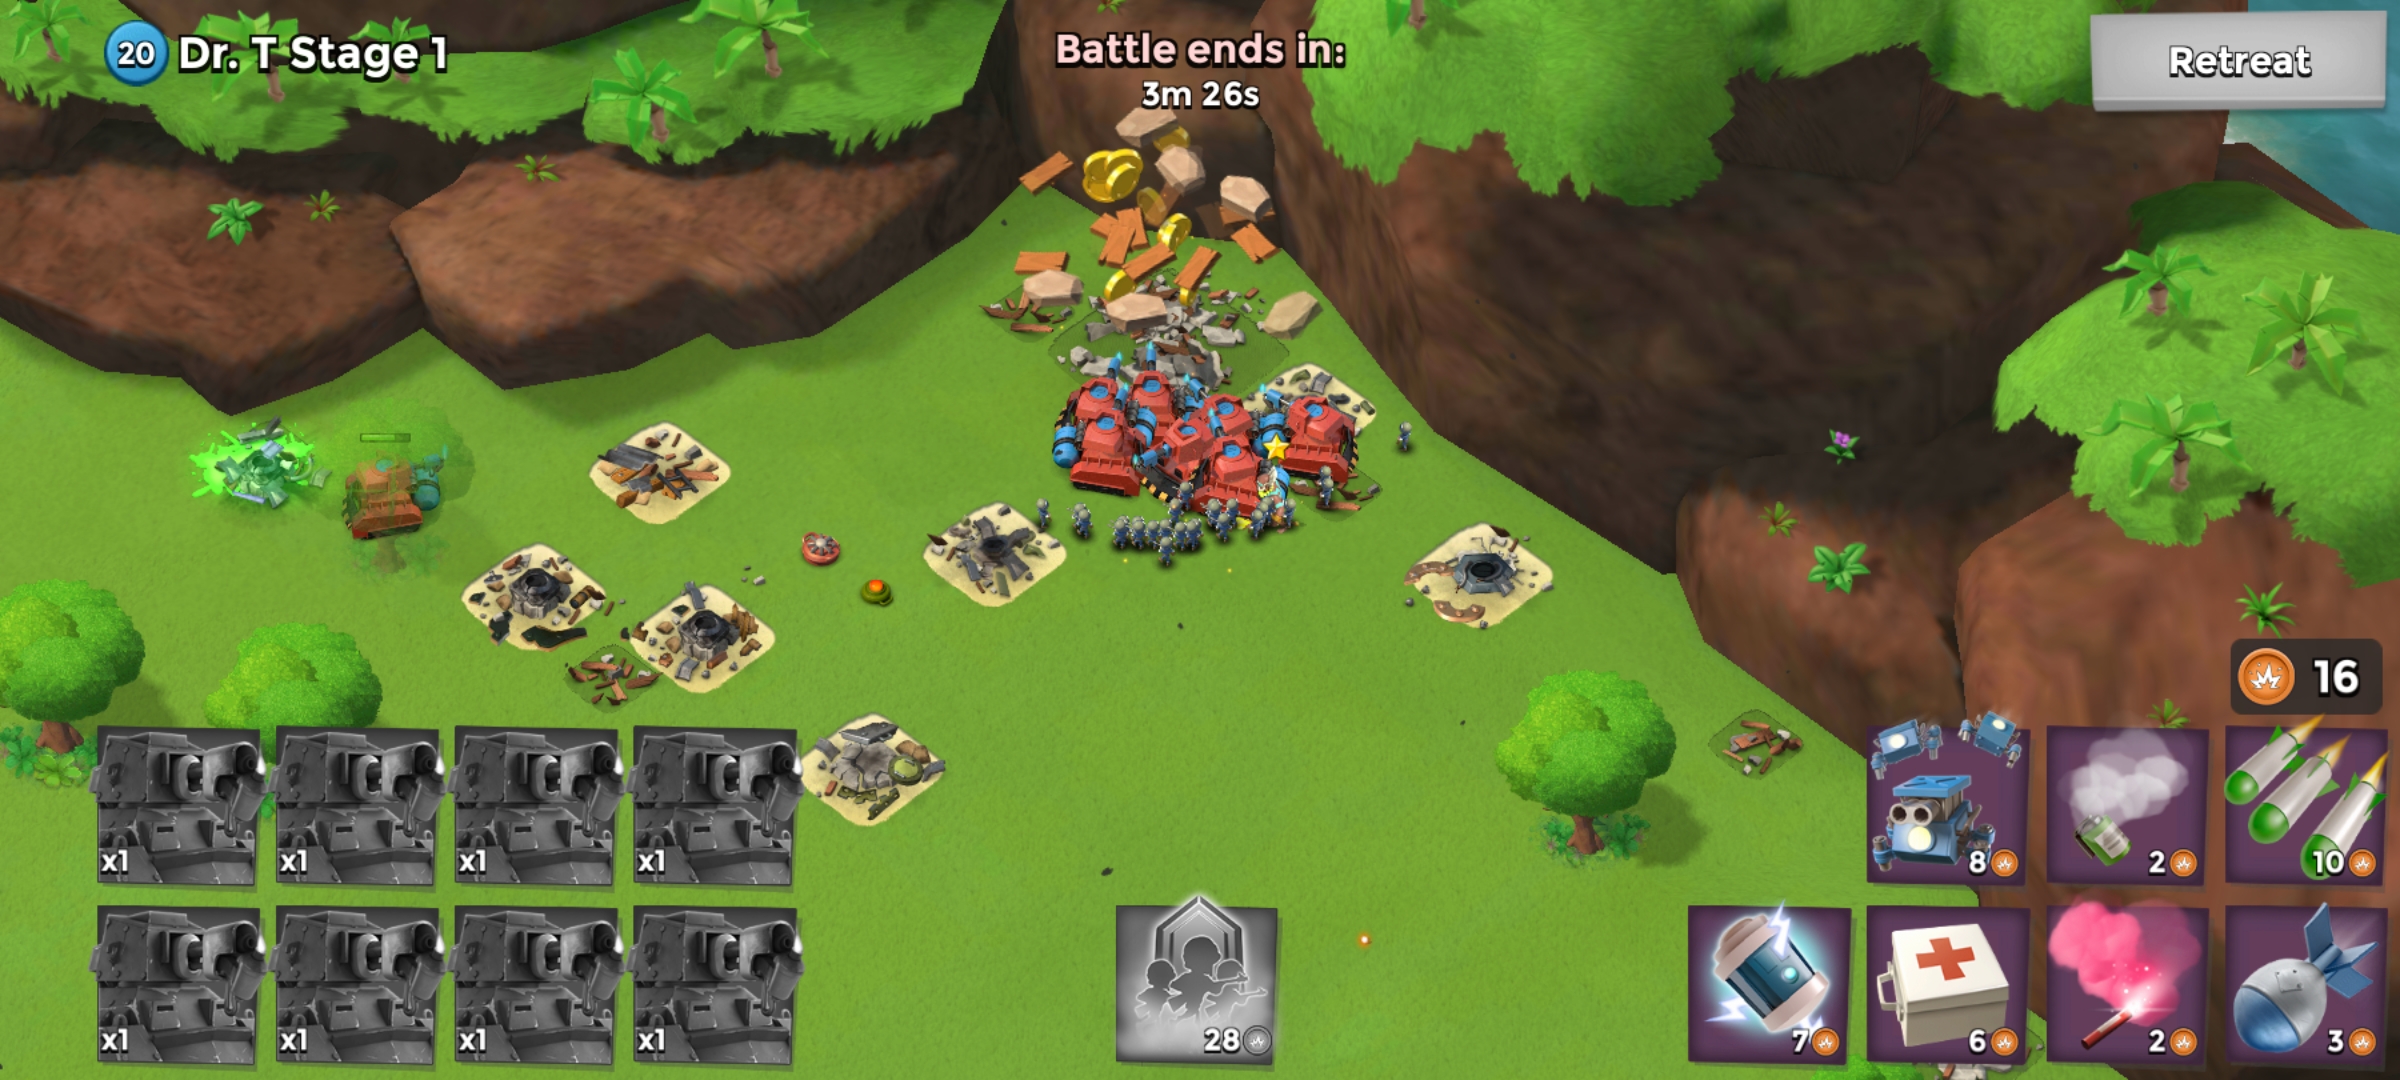 20 Dr. T Stage 1
Battle ends in:
3m 26s
Retreat
16
x1 x1 x1 x1
8 2 10
x1 x1 x1 x1
28
7 6 2 3